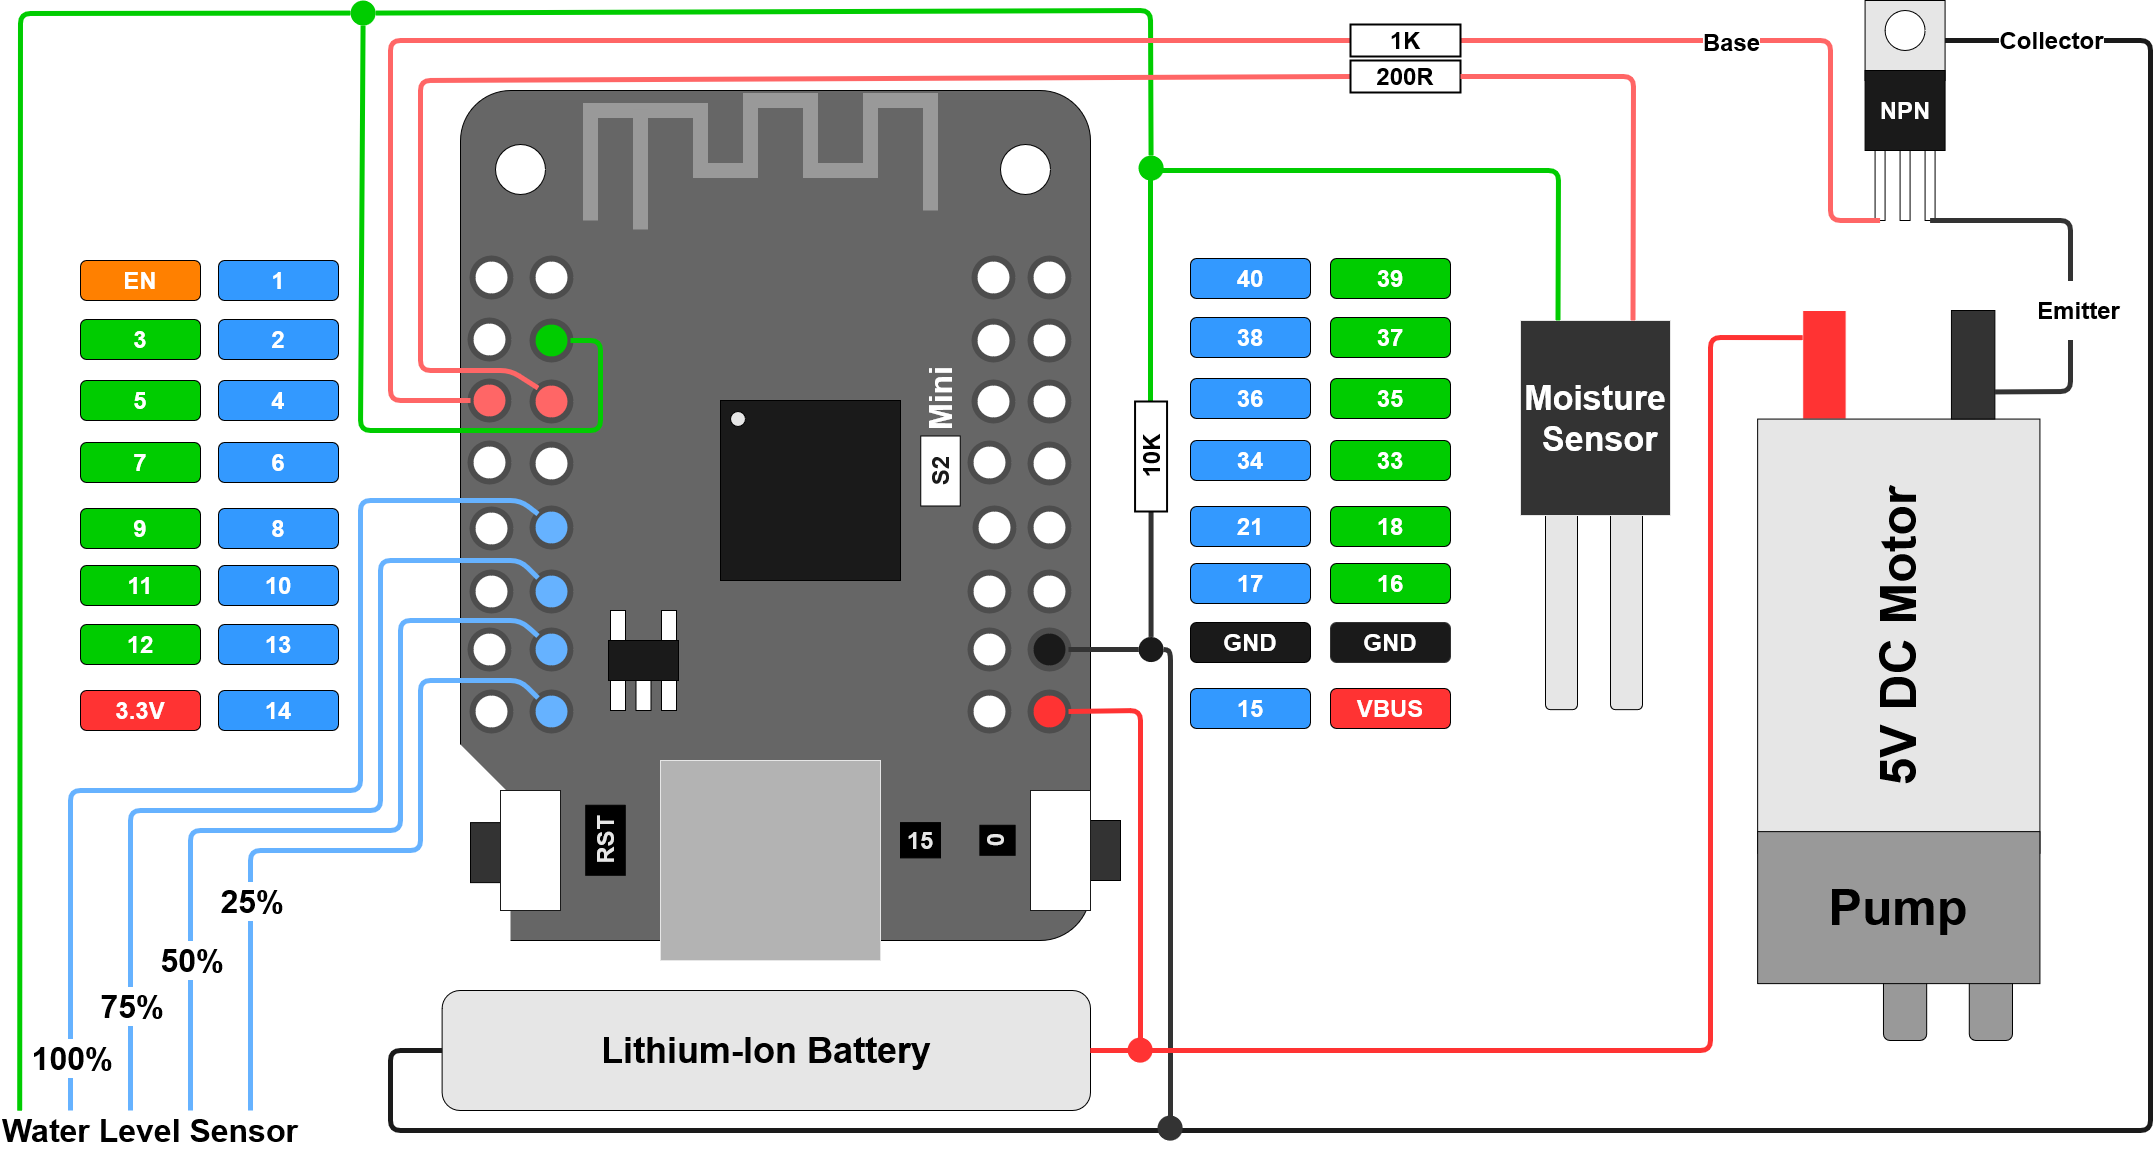 1K
Base
Collector
200R
NPN
EN 1 40 39
Emitter
3 2 38 37
5 4 Mini 36 35
Moisture
Sensor
7 6 S2 10K 34 33
9 8 21 18
11 10 17 16
12 13 GND GND
3.3V 14 15 VBUS
5V DC Motor
RST 15 0
25%
Pump
50%
75%
100%
Lithium-Ion Battery
Water Level Sensor